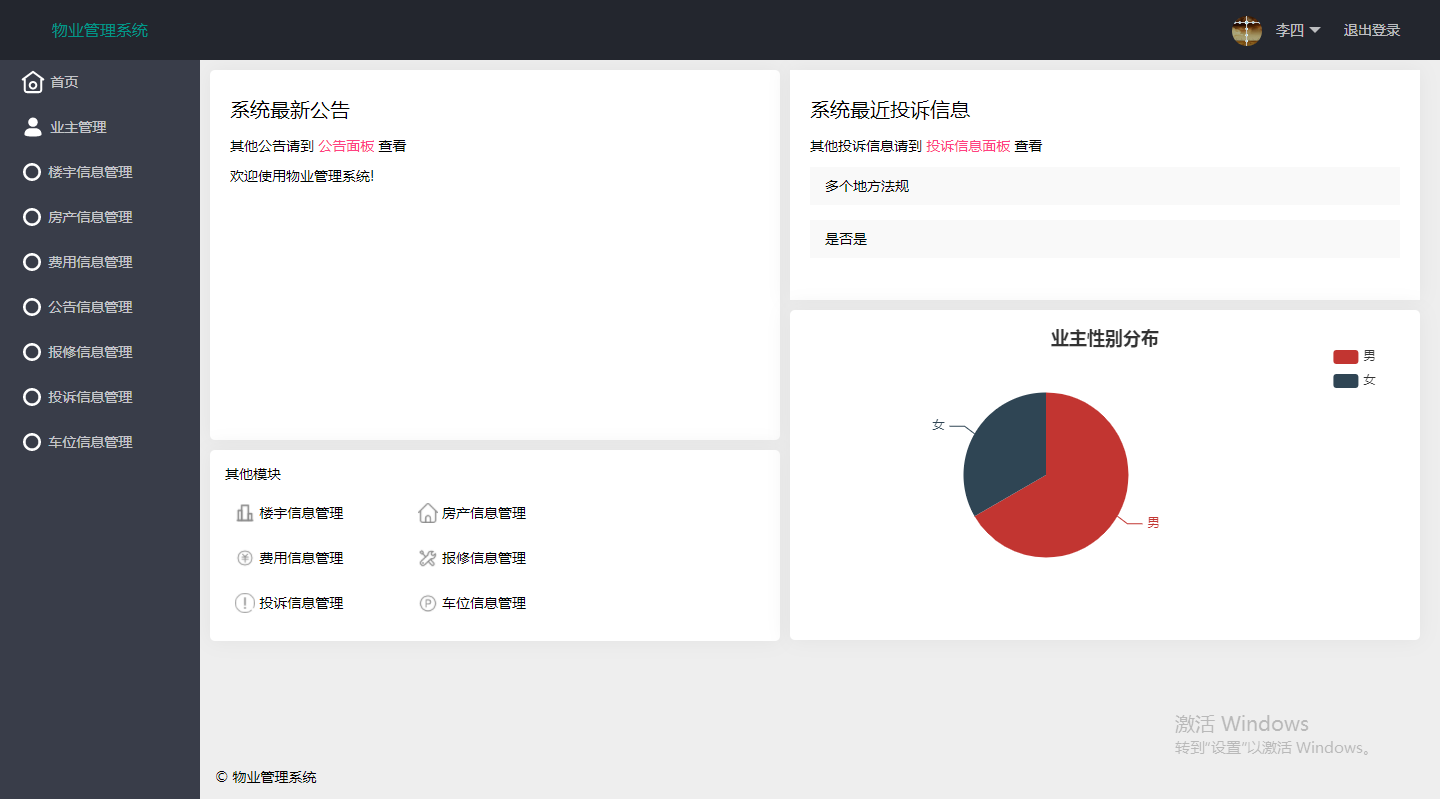 物业管理系统
李四
退出登录
首页
业主管理
楼宇信息管理
房产信息管理
费用信息管理
公告信息管理
报修信息管理
投诉信息管理
车位信息管理
系统最新公告
其他公告请到 公告面板 查看
欢迎使用物业管理系统!
其他模块
楼宇信息管理 房产信息管理
费用信息管理 报修信息管理
投诉信息管理 车位信息管理
系统最近投诉信息
其他投诉信息请到 投诉信息面板 查看
多个地方法规
是否是
业主性别分布
男
女
女
男
激活 Windows
转到"设置"以激活 Windows。
© 物业管理系统